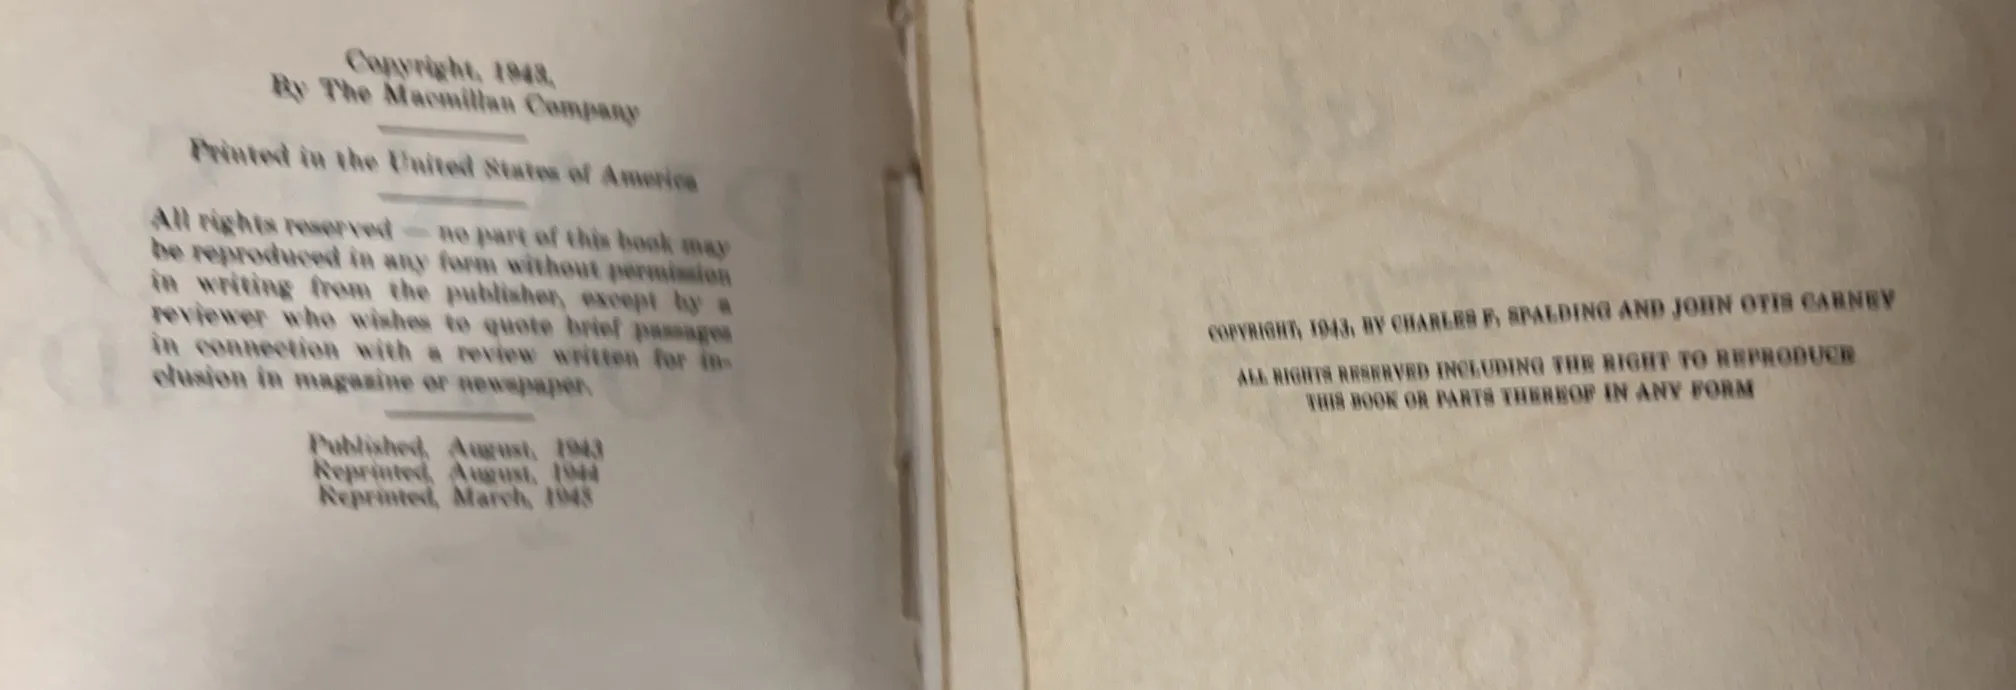 Copyright, 1943,
By The Macmillan Company
Printed in the United States of America
All rights reserved — no part of this book may
be reproduced in any form without permission
in writing from the publisher, except by a
reviewer who wishes to quote brief passages
in connection with a review written for in-
clusion in magazine or newspaper.
Published, August, 1943
Reprinted, August, 1944
Reprinted, March, 1945
COPYRIGHT, 1943, BY CHARLES F. SPALDING AND JOHN OTIS CARNEY
ALL RIGHTS RESERVED INCLUDING THE RIGHT TO REPRODUCE
THIS BOOK OR PARTS THEREOF IN ANY FORM